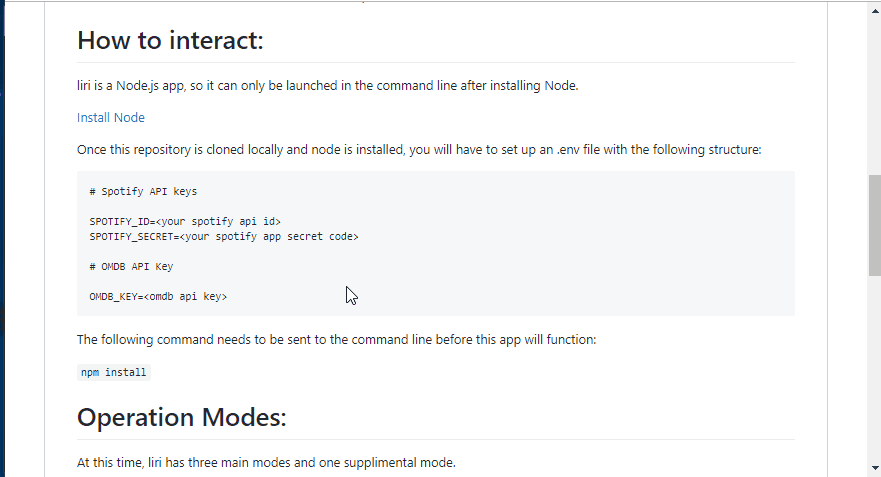 How to interact:
liri is a Node.js app, so it can only be launched in the command line after installing Node.
Install Node
Once this repository is cloned locally and node is installed, you will have to set up an .env file with the following structure:
# Spotify API keys
SPOTIFY_ID=<your spotify api id>
SPOTIFY_SECRET=<your spotify app secret code>
# OMDB API Key
OMDB_KEY=<omdb api key>
The following command needs to be sent to the command line before this app will function:
npm install
Operation Modes:
At this time, liri has three main modes and one supplimental mode.